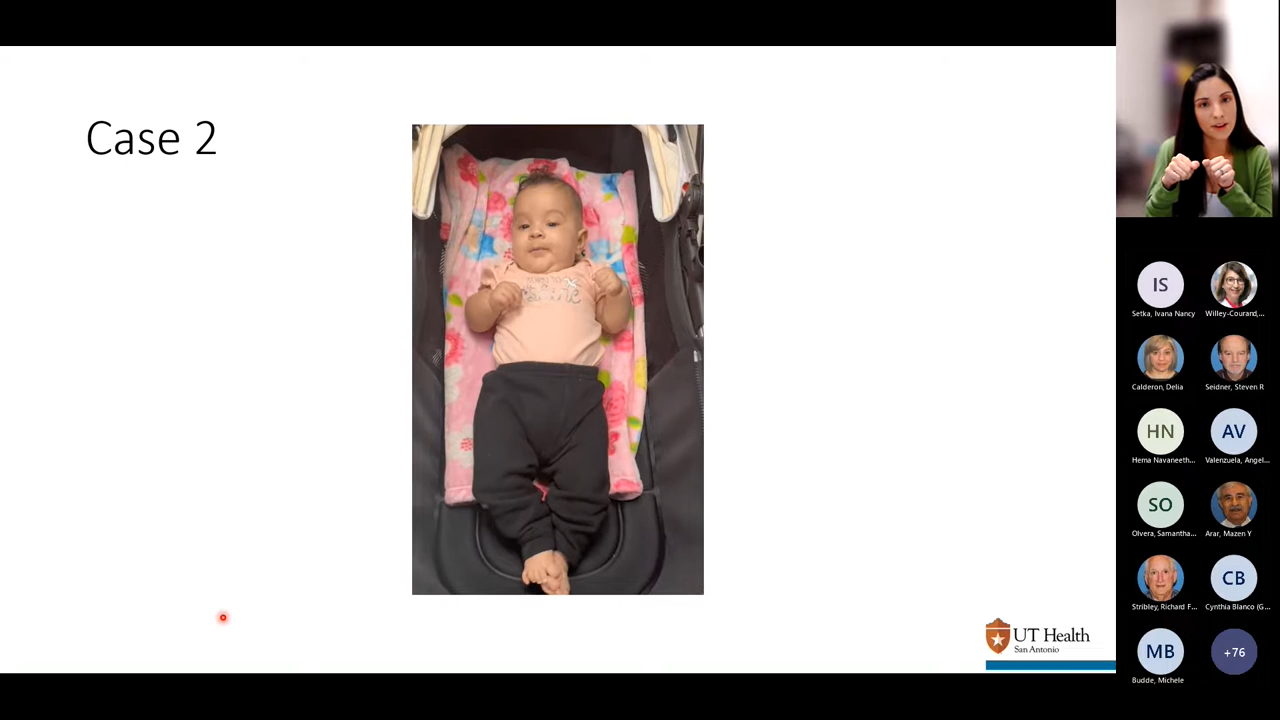 Case 2
UT Health
San Antonio
IS
Setka, Ivana Nancy
Willey-Courand,...
Calderon, Delia
Seidner, Steven R
HN
Hema Navaneeth...
AV
Valenzuela, Angel...
SO
Olvera, Samantha...
Arar, Mazen Y
Stribley, Richard F...
CB
Cynthia Blanco (G...
MB
Budde, Michele
+76